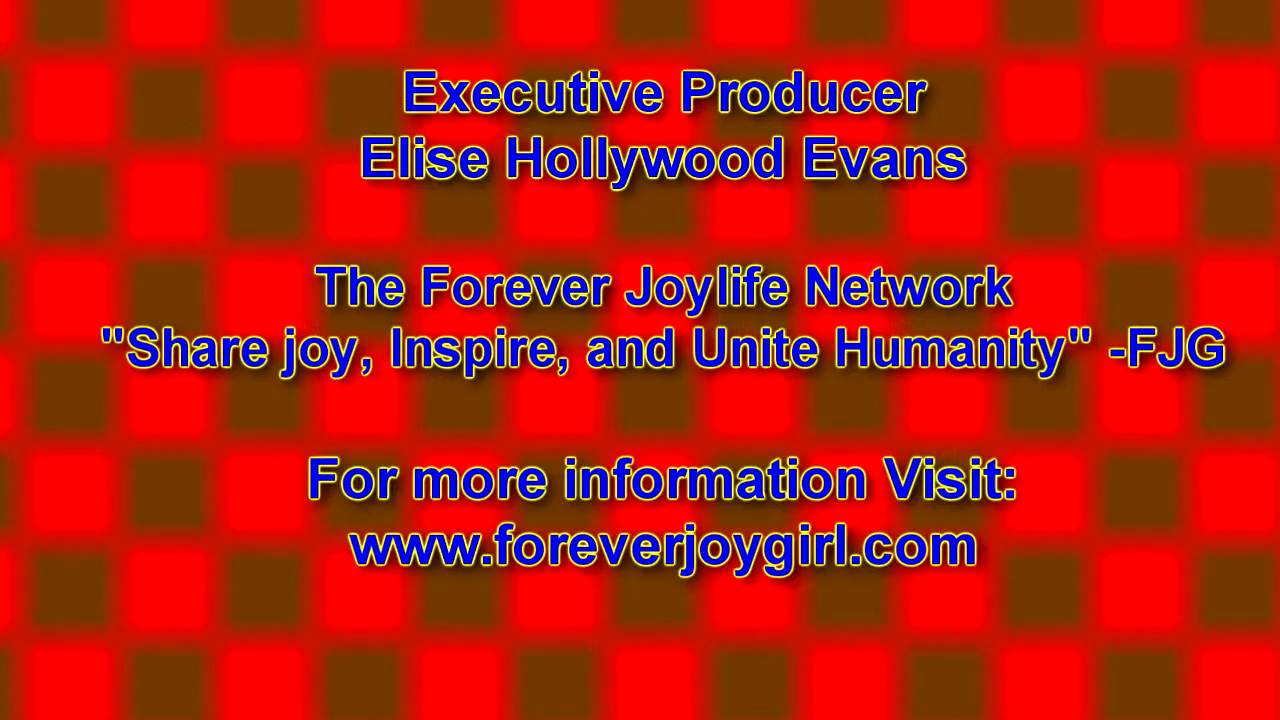 Executive Producer
Elise Hollywood Evans
The Forever Joylife Network
"Share joy, Inspire, and Unite Humanity" -FJG
For more information Visit:
www.foreverjoygirl.com